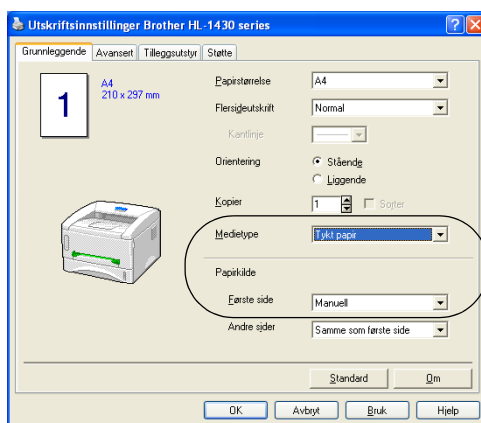 Utskriftsinnstillinger Brother HL-1430 series
Grunnleggende Avansert Tilleggsutstyr Støtte
1
A4
210 x 297 mm
Papirstørrelse A4
Flersideutskrift Normal
Kantlinje
Orientering Stående
Liggende
Kopier 1 Sorter
Medietype Tykt papir
Papirkilde
Første side Manuell
Andre sider Samme som første side
Standard Om
OK Avbryt Bruk Hjelp